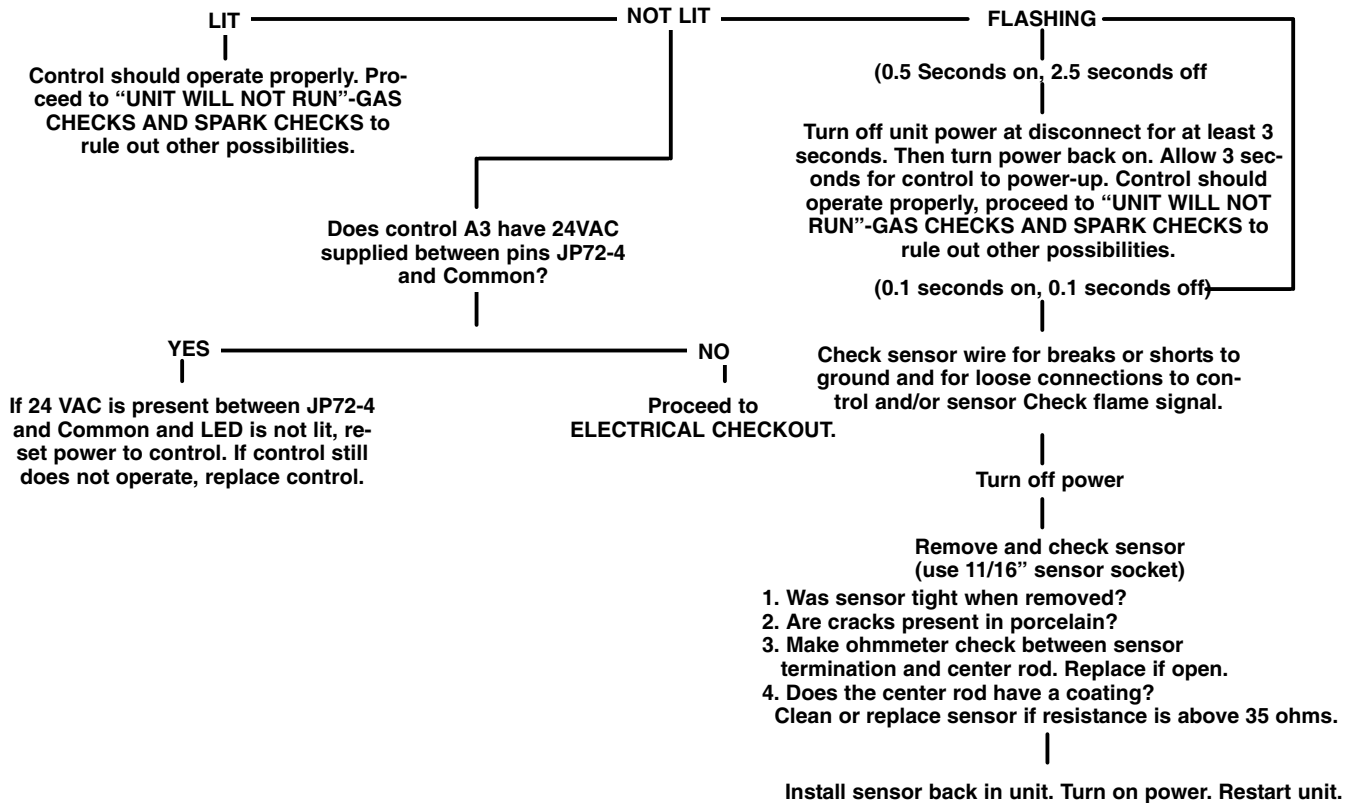 LIT
NOT LIT
FLASHING
Control should operate properly. Pro-
ceed to “UNIT WILL NOT RUN”-GAS
CHECKS AND SPARK CHECKS to
rule out other possibilities.
Does control A3 have 24VAC
supplied between pins JP72-4
and Common?
YES
NO
If 24 VAC is present between JP72-4
and Common and LED is not lit, re-
set power to control. If control still
does not operate, replace control.
Proceed to
ELECTRICAL CHECKOUT.
(0.5 Seconds on, 2.5 seconds off
Turn off unit power at disconnect for at least 3
seconds. Then turn power back on. Allow 3 sec-
onds for control to power-up. Control should
operate properly, proceed to “UNIT WILL NOT
RUN”-GAS CHECKS AND SPARK CHECKS to
rule out other possibilities.
(0.1 seconds on, 0.1 seconds off)
Check sensor wire for breaks or shorts to
ground and for loose connections to con-
trol and/or sensor Check flame signal.
Turn off power
Remove and check sensor
(use 11/16” sensor socket)
1. Was sensor tight when removed?
2. Are cracks present in porcelain?
3. Make ohmmeter check between sensor
termination and center rod. Replace if open.
4. Does the center rod have a coating?
Clean or replace sensor if resistance is above 35 ohms.
Install sensor back in unit. Turn on power. Restart unit.